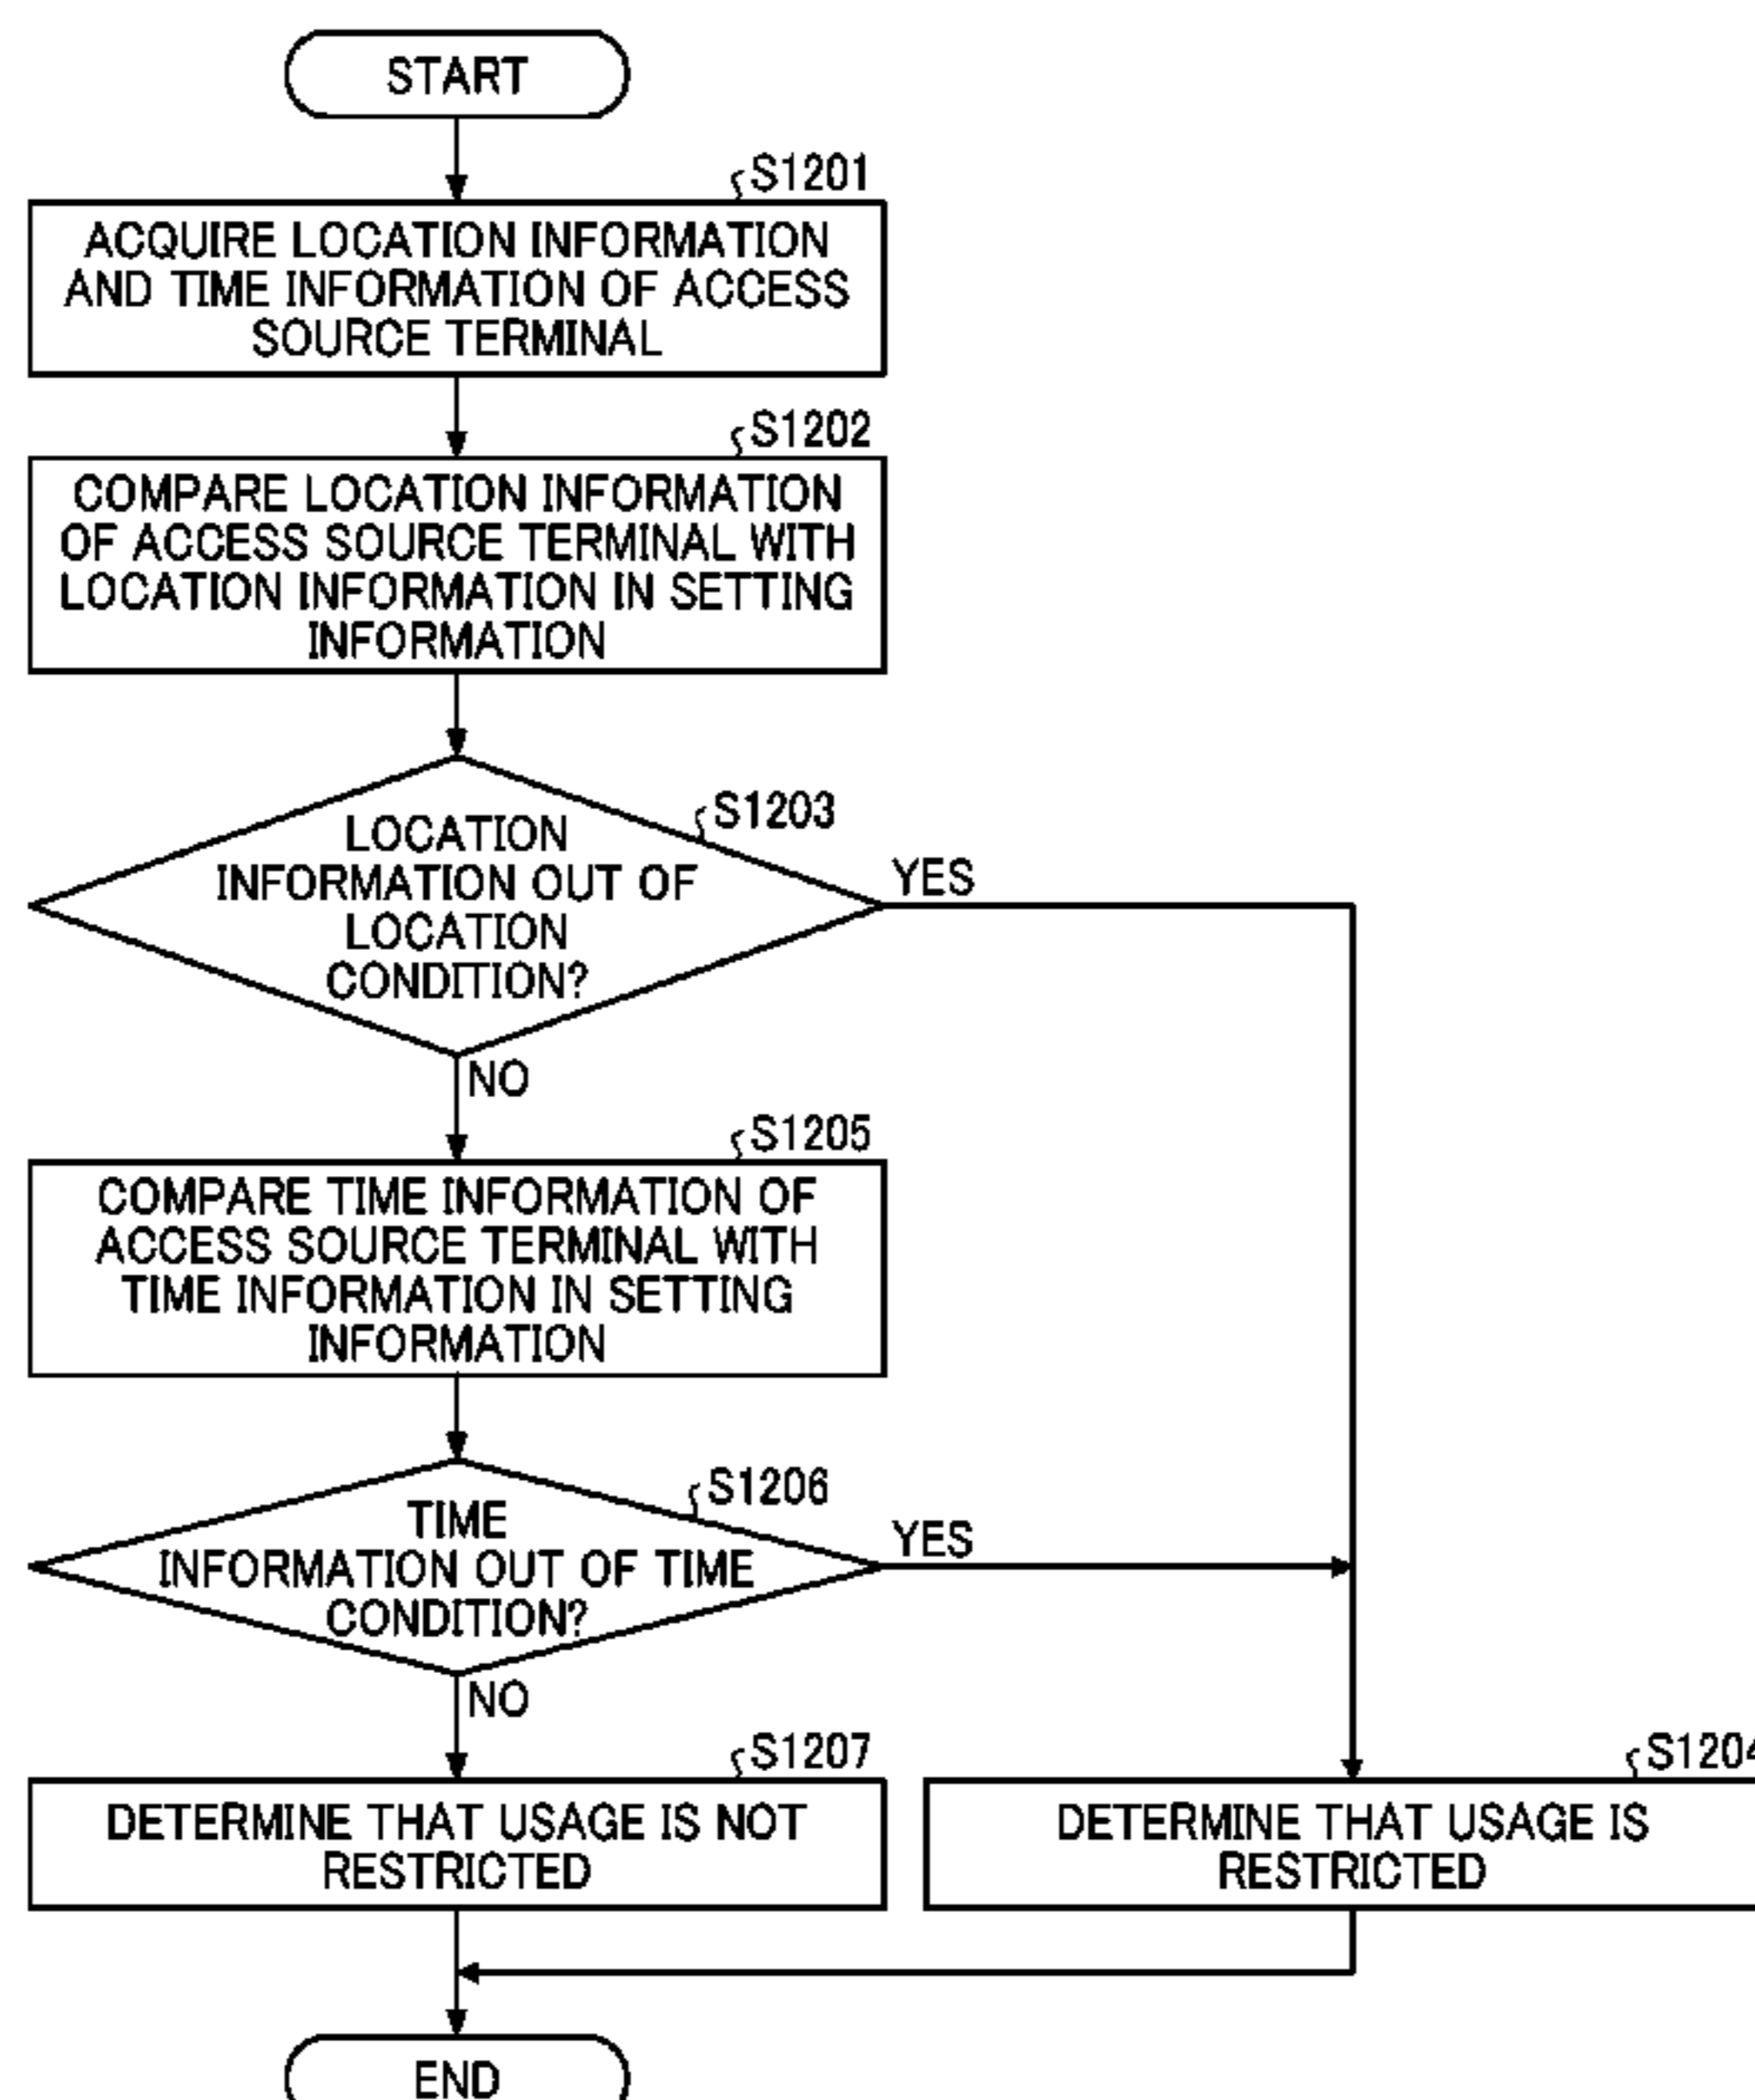 START
S1201
ACQUIRE LOCATION INFORMATION
AND TIME INFORMATION OF ACCESS
SOURCE TERMINAL
S1202
COMPARE LOCATION INFORMATION
OF ACCESS SOURCE TERMINAL WITH
LOCATION INFORMATION IN SETTING
INFORMATION
S1203
LOCATION
INFORMATION OUT OF
LOCATION
CONDITION?
YES
NO
S1205
COMPARE TIME INFORMATION OF
ACCESS SOURCE TERMINAL WITH
TIME INFORMATION IN SETTING
INFORMATION
S1206
TIME
INFORMATION OUT OF TIME
CONDITION?
YES
NO
S1207
DETERMINE THAT USAGE IS NOT
RESTRICTED
S1204
DETERMINE THAT USAGE IS
RESTRICTED
END